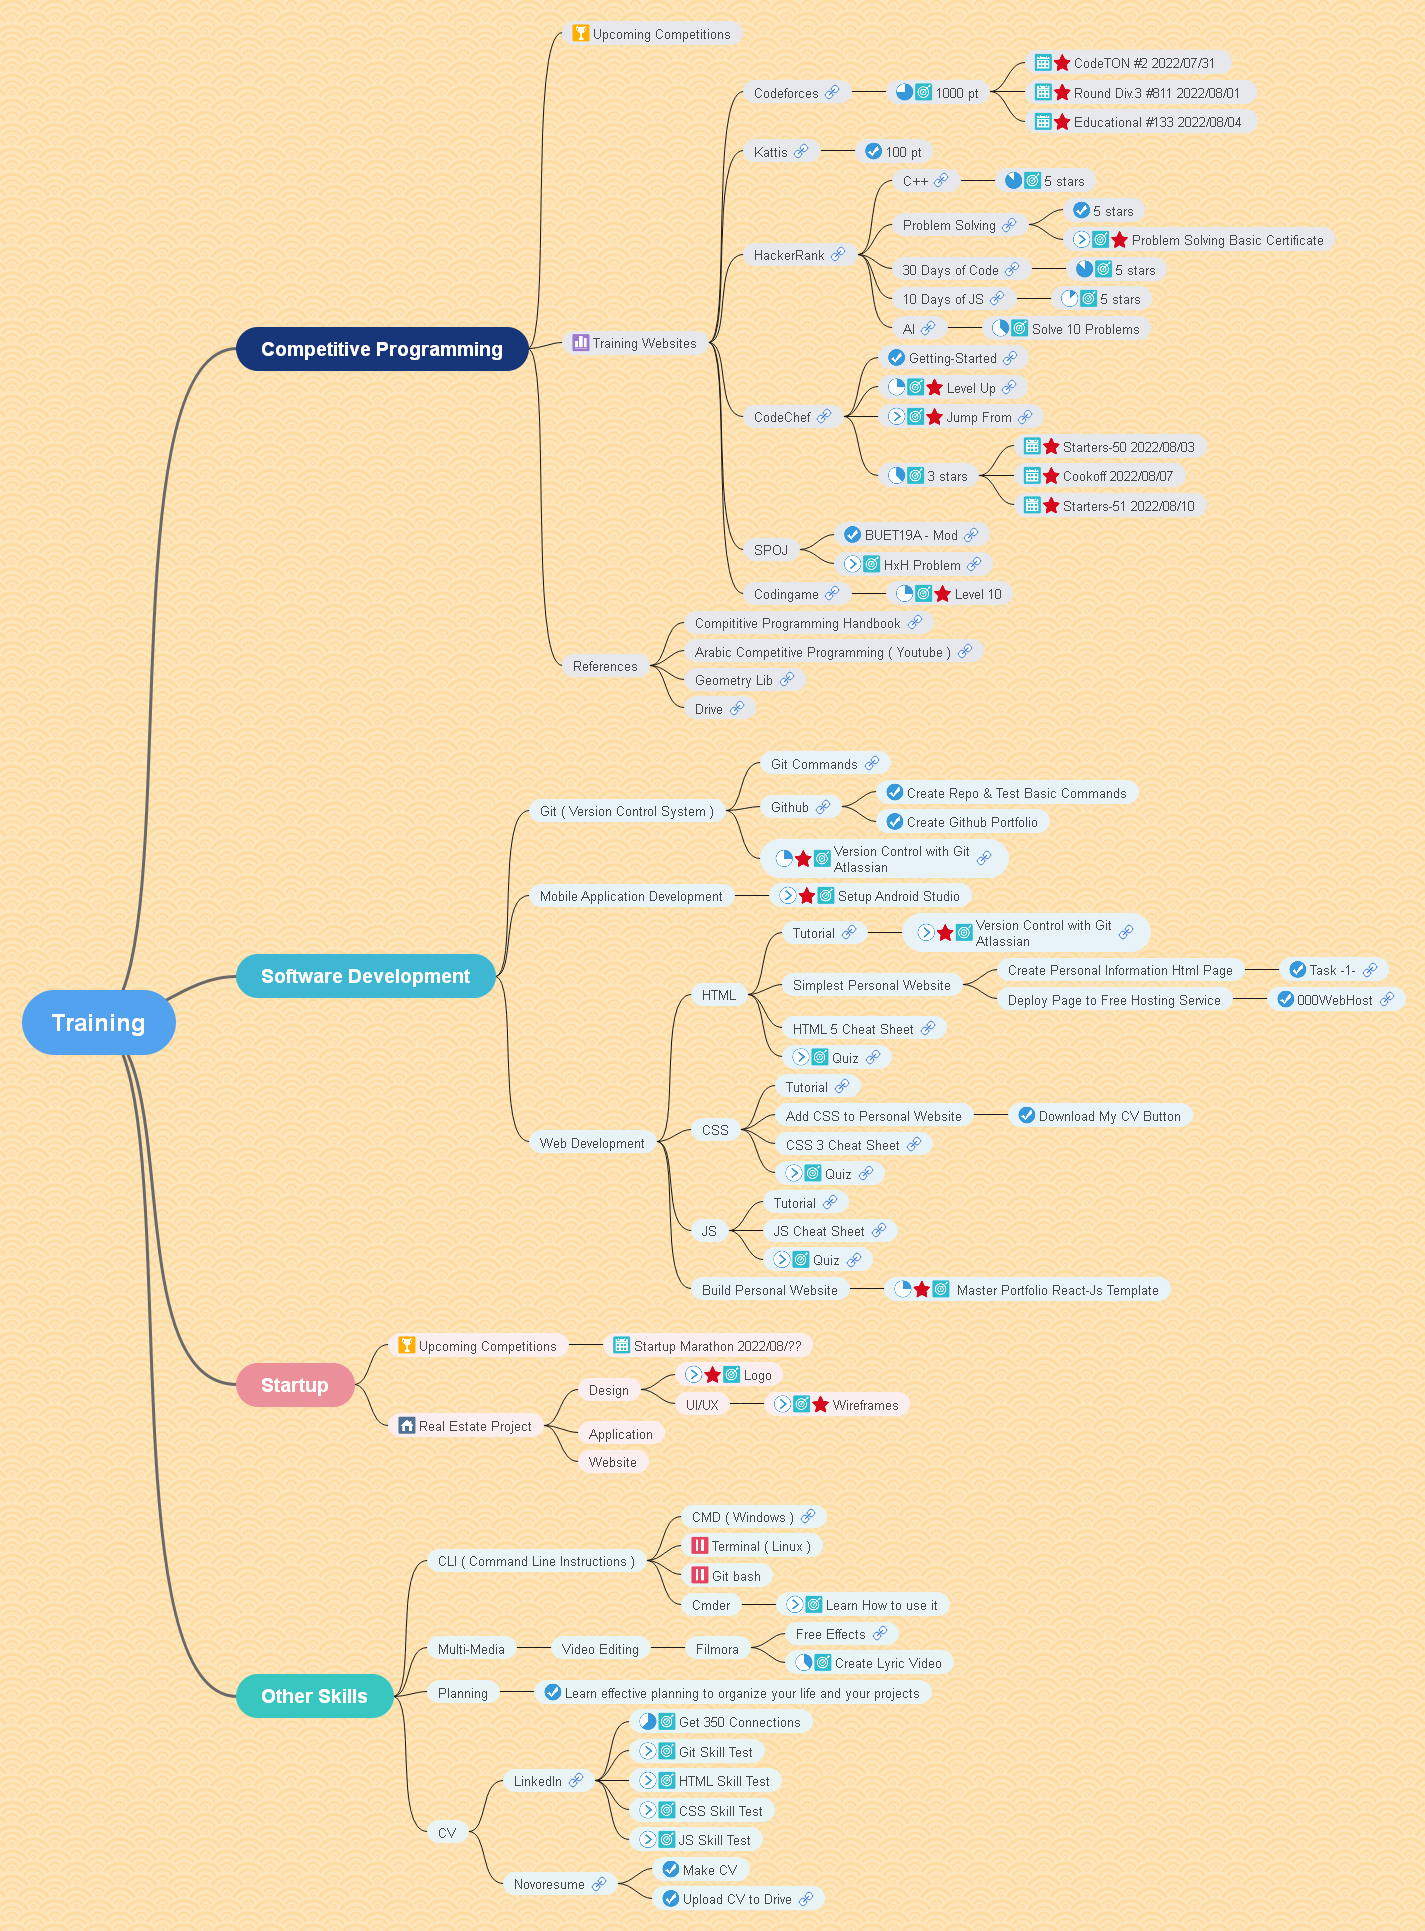 Training
Competitive Programming
Upcoming Competitions
Training Websites
Codeforces
1000 pt
CodeTON #2 2022/07/31
Round Div.3 #811 2022/08/01
Educational #133 2022/08/04
Kattis
100 pt
HackerRank
C++
5 stars
Problem Solving
5 stars
Problem Solving Basic Certificate
30 Days of Code
5 stars
10 Days of JS
5 stars
AI
Solve 10 Problems
CodeChef
Getting-Started
Level Up
Jump From
3 stars
Starters-50 2022/08/03
Cookoff 2022/08/07
Starters-51 2022/08/10
SPOJ
BUET19A - Mod
HxH Problem
Codingame
Level 10
References
Compititive Programming Handbook
Arabic Competitive Programming ( Youtube )
Geometry Lib
Drive
Software Development
Git ( Version Control System )
Git Commands
Github
Create Repo & Test Basic Commands
Create Github Portfolio
Version Control with Git
Atlassian
Mobile Application Development
Setup Android Studio
Web Development
HTML
Tutorial
Version Control with Git
Atlassian
Simplest Personal Website
Create Personal Information Html Page
Task -1-
Deploy Page to Free Hosting Service
000WebHost
HTML 5 Cheat Sheet
Quiz
CSS
Tutorial
Add CSS to Personal Website
Download My CV Button
CSS 3 Cheat Sheet
Quiz
JS
Tutorial
JS Cheat Sheet
Quiz
Build Personal Website
Master Portfolio React-Js Template
Startup
Upcoming Competitions
Startup Marathon 2022/08/??
Real Estate Project
Design
Logo
UI/UX
Wireframes
Application
Website
Other Skills
CLI ( Command Line Instructions )
CMD ( Windows )
Terminal ( Linux )
Git bash
Cmder
Learn How to use it
Multi-Media
Video Editing
Filmora
Free Effects
Create Lyric Video
Planning
Learn effective planning to organize your life and your projects
CV
LinkedIn
Get 350 Connections
Git Skill Test
HTML Skill Test
CSS Skill Test
JS Skill Test
Novoresume
Make CV
Upload CV to Drive